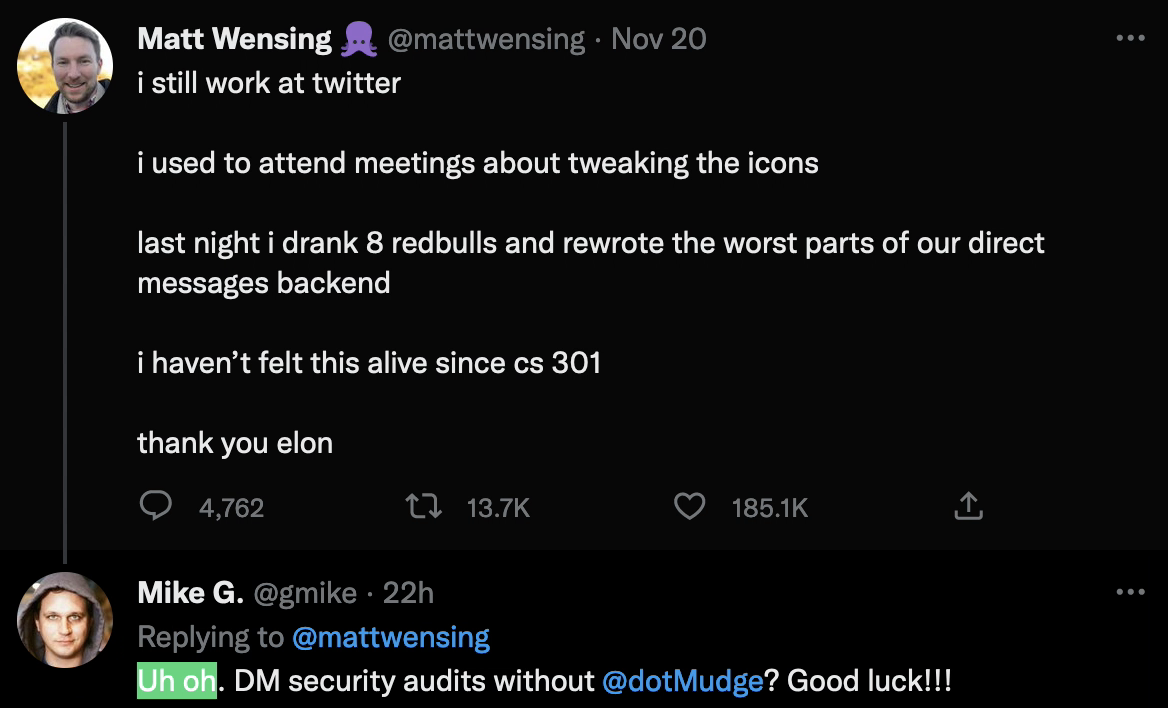 Matt Wensing 🐙 @mattwensing · Nov 20
i still work at twitter
i used to attend meetings about tweaking the icons
last night i drank 8 redbulls and rewrote the worst parts of our direct
messages backend
i haven’t felt this alive since cs 301
thank you elon
4,762 13.7K 185.1K
Mike G. @gmike · 22h
Replying to @mattwensing
Uh oh. DM security audits without @dotMudge? Good luck!!!